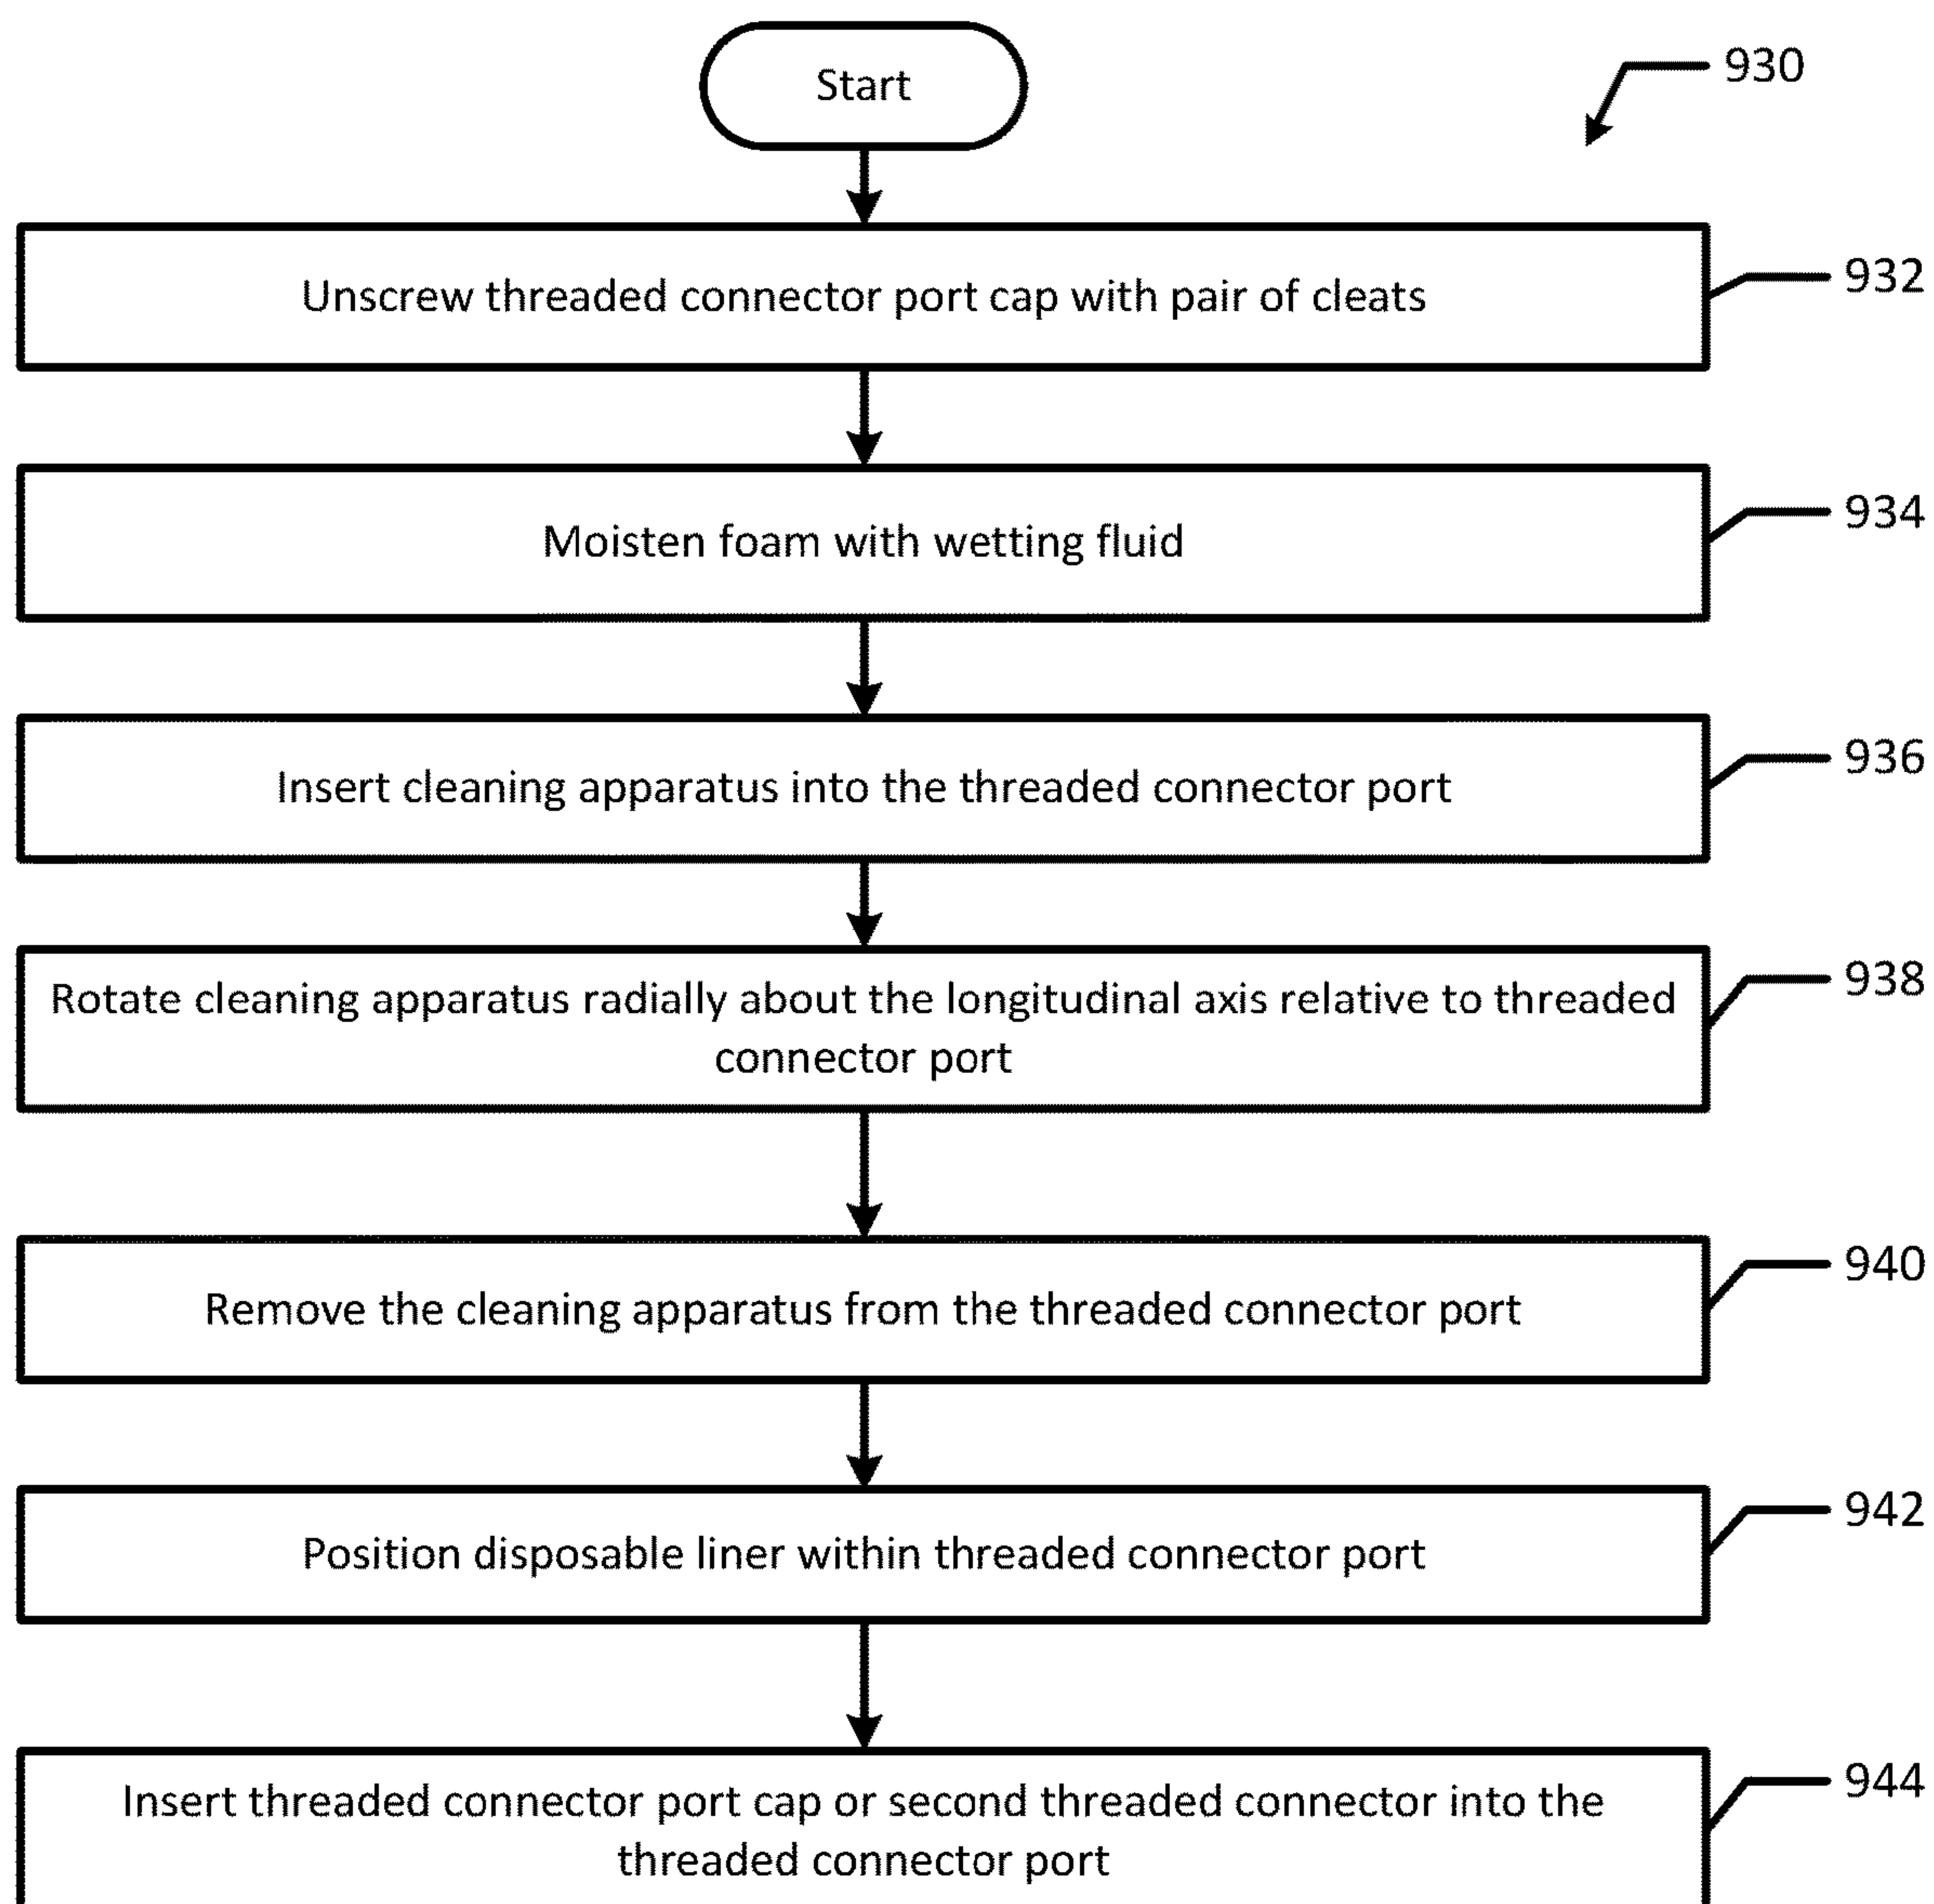 Start
930
Unscrew threaded connector port cap with pair of cleats
932
Moisten foam with wetting fluid
934
Insert cleaning apparatus into the threaded connector port
936
Rotate cleaning apparatus radially about the longitudinal axis relative to threaded
connector port
938
Remove the cleaning apparatus from the threaded connector port
940
Position disposable liner within threaded connector port
942
Insert threaded connector port cap or second threaded connector into the
threaded connector port
944